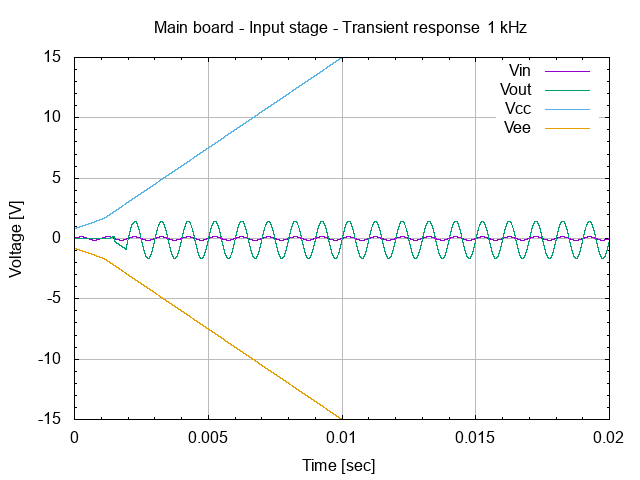 Main board - Input stage - Transient response 1 kHz
Vin
Vout
Vcc
Vee
15
10
5
0
-5
-10
-15
Voltage [V]
0 0.005 0.01 0.015 0.02
Time [sec]